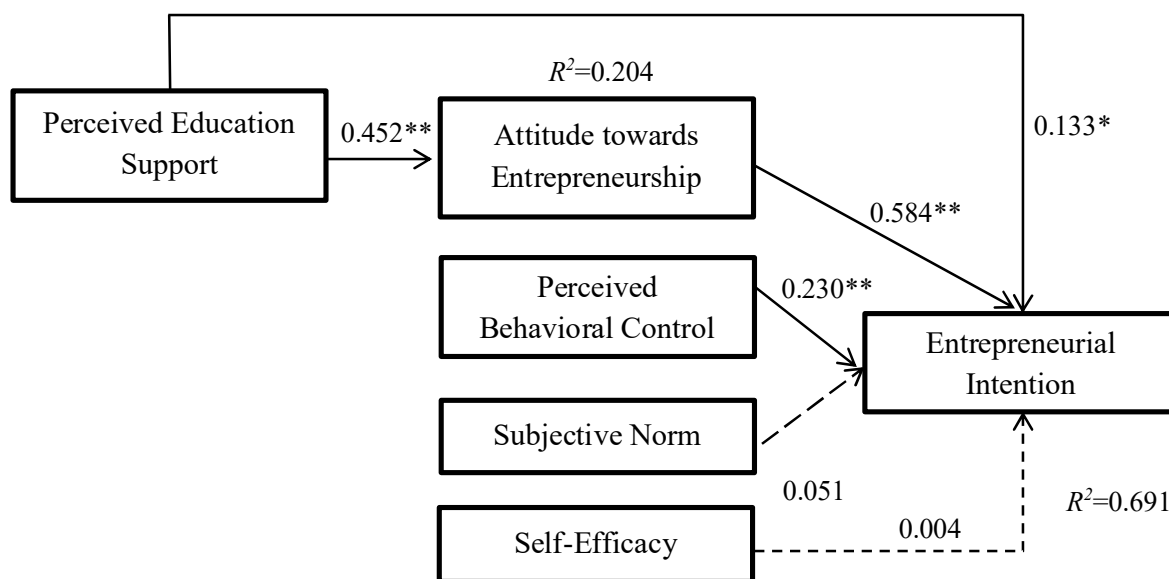 R²=0.204
Perceived Education
Support
0.452**
Attitude towards
Entrepreneurship
0.133*
0.584**
Perceived
Behavioral Control
0.230**
Entrepreneurial
Intention
Subjective Norm
0.051
R²=0.691
Self-Efficacy
0.004